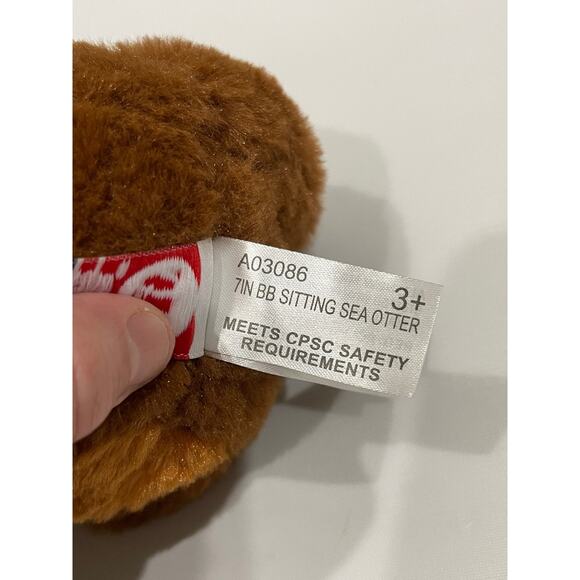 A03086
3+
7IN BB SITTING SEA OTTER
MEETS CPSC SAFETY
REQUIREMENTS